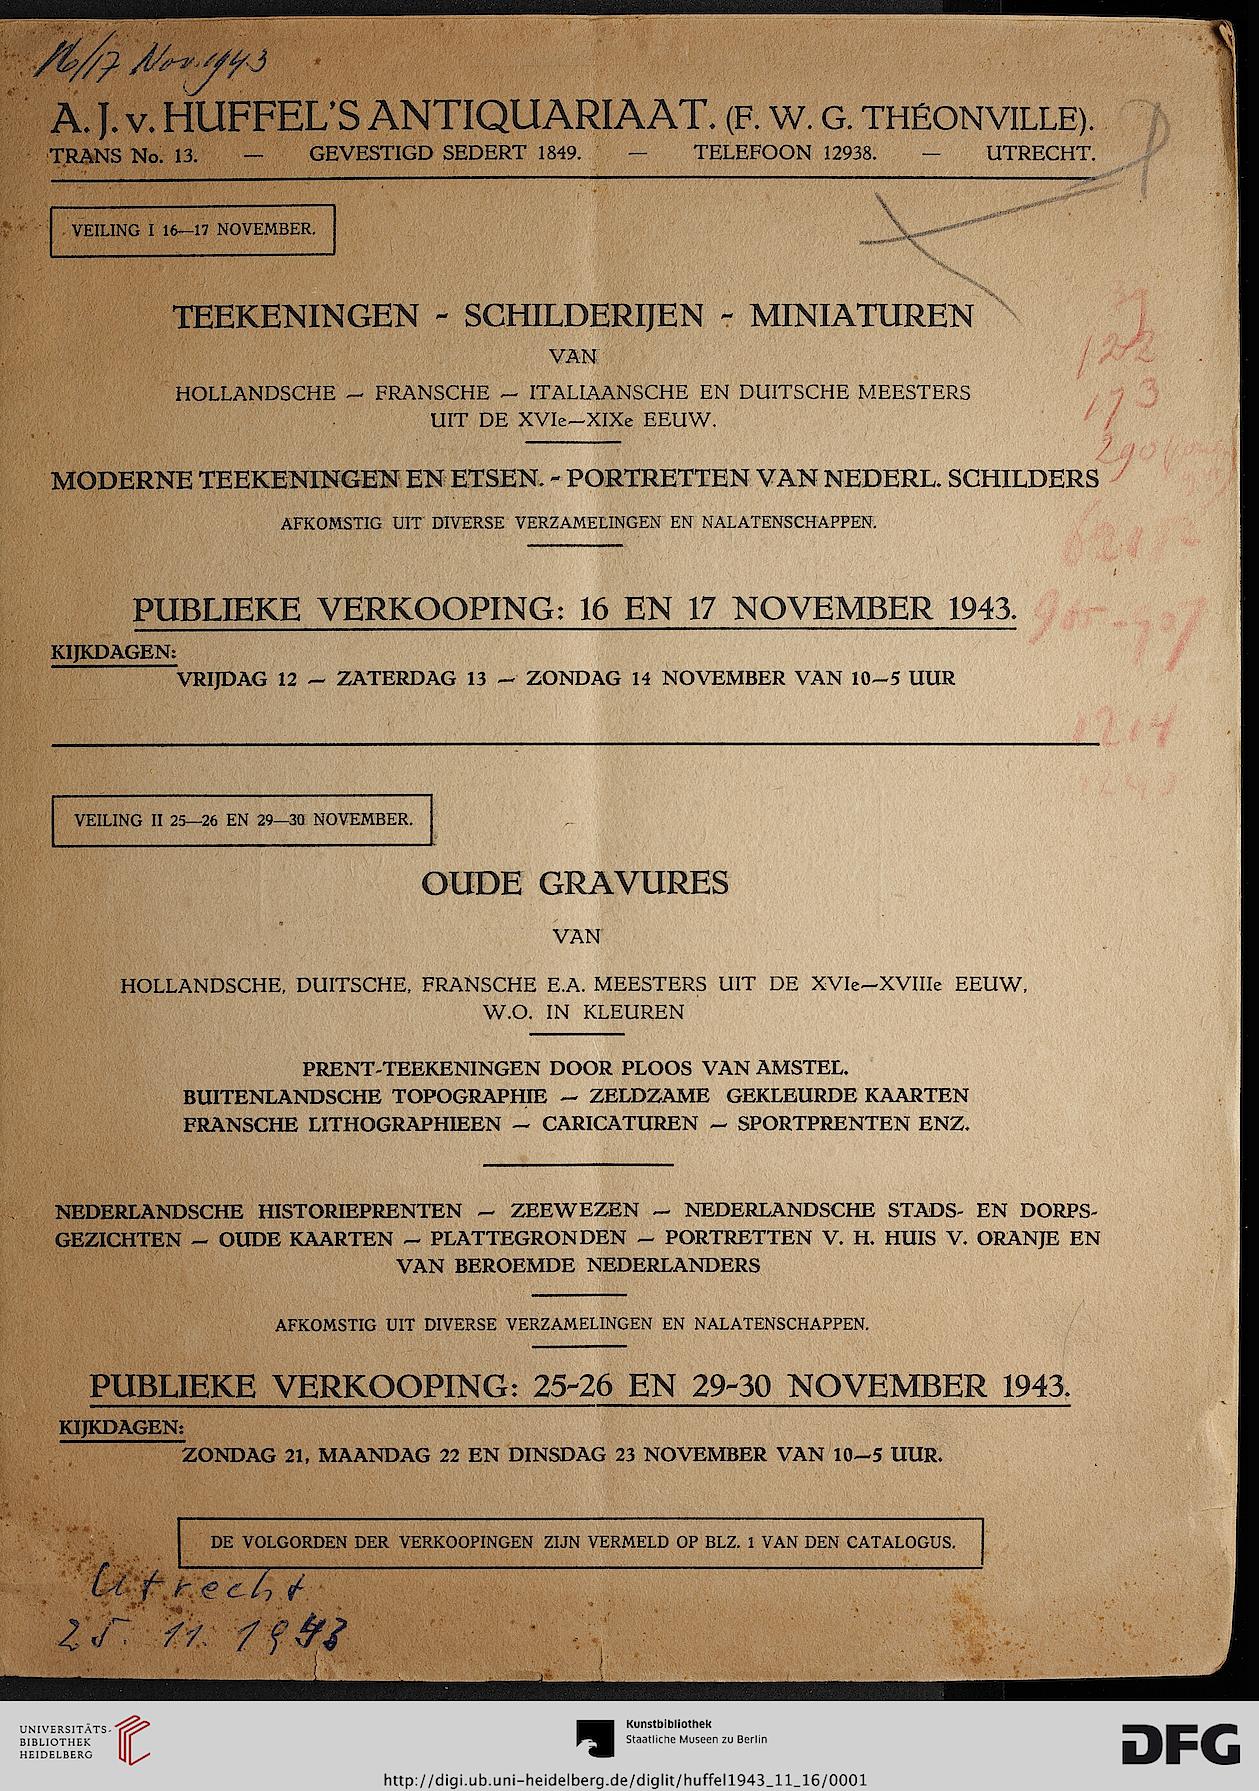 16/17 Nov. 1943
A. J. v. HUFFEL'S ANTIQUARIAAT. (F. W. G. THÉONVILLE).
TRANS No. 13. — GEVESTIGD SEDERT 1849. — TELEFOON 12938. — UTRECHT.
VEILING I 16—17 NOVEMBER.
TEEKENINGEN - SCHILDERIJEN - MINIATUREN
VAN
HOLLANDSCHE — FRANSCHE — ITALIAANSCHE EN DUITSCHE MEESTERS
UIT DE XVIe—XIXe EEUW.
122
173
290
MODERNE TEEKENINGEN EN ETSEN. - PORTRETTEN VAN NEDERL. SCHILDERS
AFKOMSTIG UIT DIVERSE VERZAMELINGEN EN NALATENSCHAPPEN.
PUBLIEKE VERKOOPING: 16 EN 17 NOVEMBER 1943.
905-907
KIJKDAGEN:
VRIJDAG 12 — ZATERDAG 13 — ZONDAG 14 NOVEMBER VAN 10—5 UUR
1214
VEILING II 25—26 EN 29—30 NOVEMBER.
OUDE GRAVURES
VAN
HOLLANDSCHE, DUITSCHE, FRANSCHE E.A. MEESTERS UIT DE XVIe—XVIIIe EEUW,
W.O. IN KLEUREN
PRENT-TEEKENINGEN DOOR PLOOS VAN AMSTEL.
BUITENLANDSCHE TOPOGRAPHIE — ZELDZAME GEKLEURDE KAARTEN
FRANSCHE LITHOGRAPHIEEN — CARICATUREN — SPORTPRENTEN ENZ.
NEDERLANDSCHE HISTORIEPRENTEN — ZEEWEZEN — NEDERLANDSCHE STADS- EN DORPS-
GEZICHTEN — OUDE KAARTEN — PLATTEGRONDEN — PORTRETTEN V. H. HUIS V. ORANJE EN
VAN BEROEMDE NEDERLANDERS
AFKOMSTIG UIT DIVERSE VERZAMELINGEN EN NALATENSCHAPPEN.
PUBLIEKE VERKOOPING: 25-26 EN 29-30 NOVEMBER 1943.
KIJKDAGEN:
ZONDAG 21, MAANDAG 22 EN DINSDAG 23 NOVEMBER VAN 10—5 UUR.
DE VOLGORDEN DER VERKOOPINGEN ZIJN VERMELD OP BLZ. 1 VAN DEN CATALOGUS.
Utrecht
25. 11. 1943
UNIVERSITÄTS-
BIBLIOTHEK
HEIDELBERG
Kunstbibliothek
Staatliche Museen zu Berlin
DFG
http://digi.ub.uni-heidelberg.de/diglit/huffel1943_11_16/0001